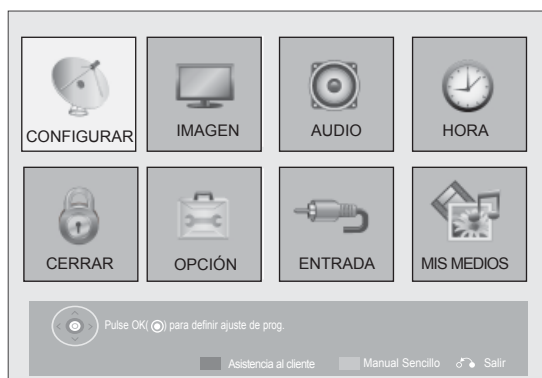 CONFIGURAR IMAGEN AUDIO HORA
CERRAR OPCIÓN ENTRADA MIS MEDIOS
Pulse OK( ) para definir ajuste de prog.
Asistencia al cliente Manual Sencillo Salir